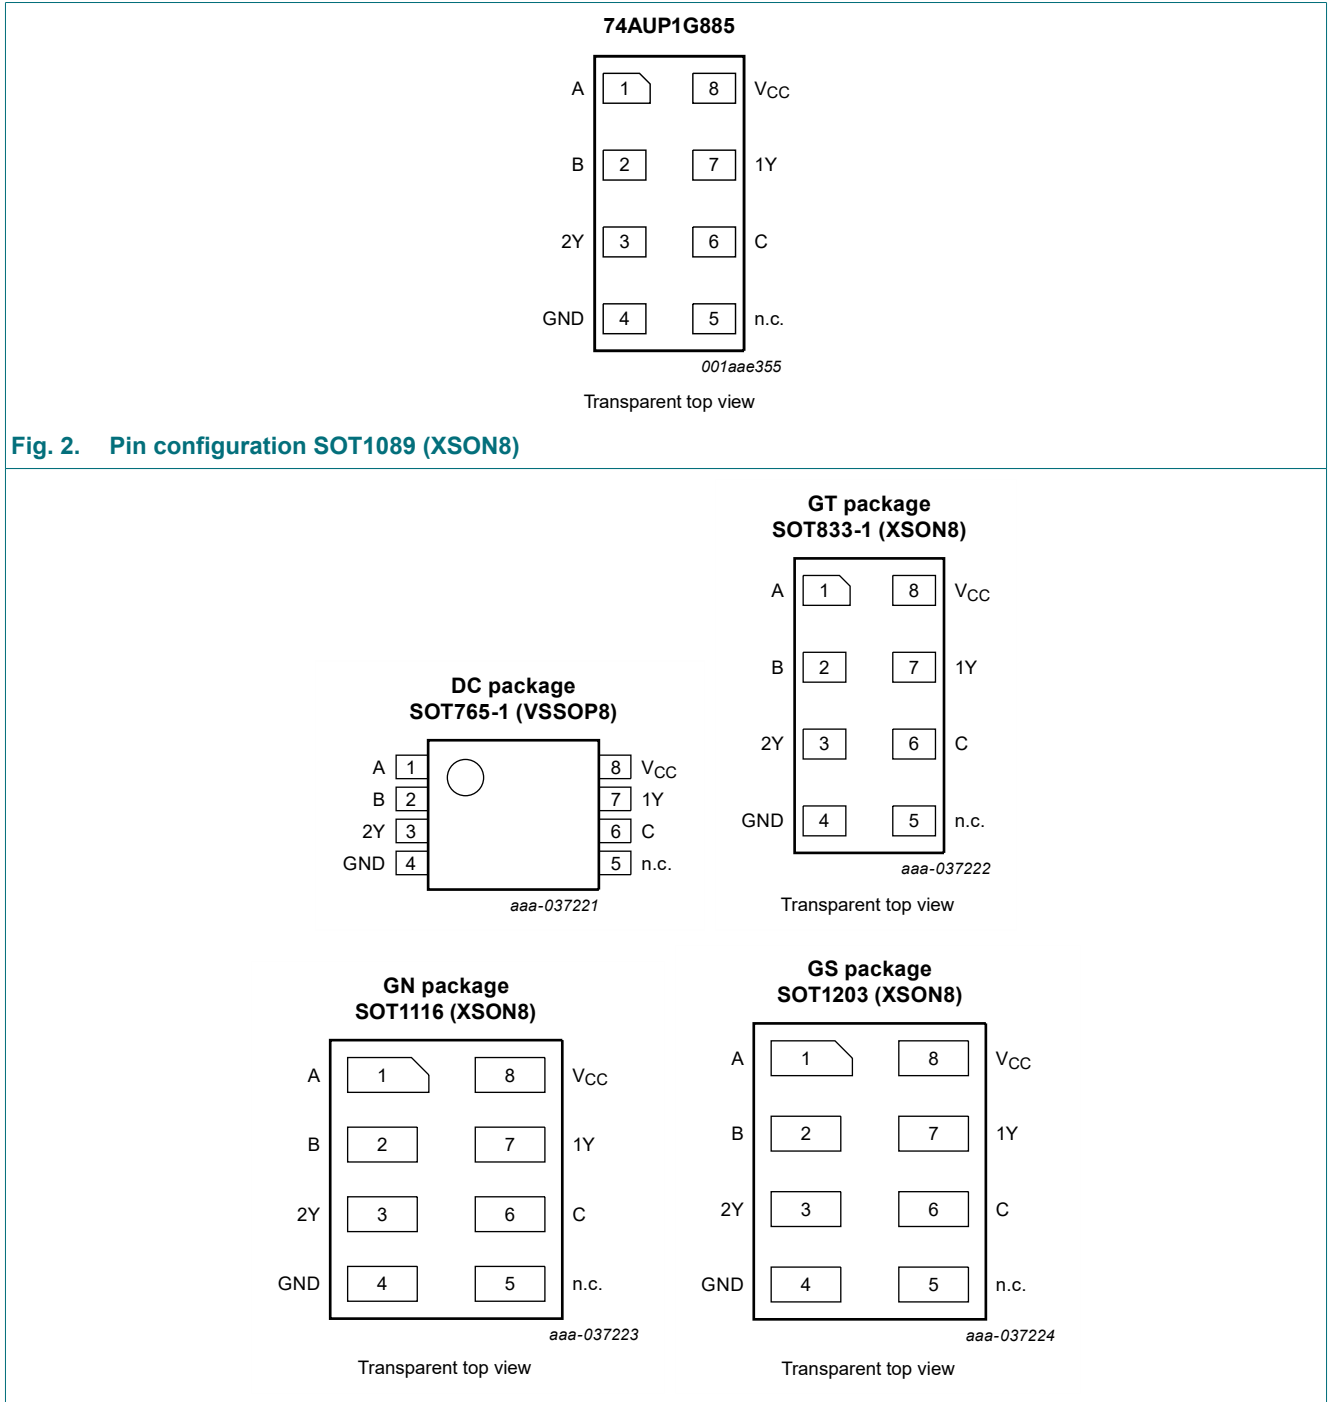 74AUP1G885
A 1 8 VCC
B 2 7 1Y
2Y 3 6 C
GND 4 5 n.c.
001aae355
Transparent top view
Fig. 2. Pin configuration SOT1089 (XSON8)
GT package
SOT833-1 (XSON8)
A 1 8 VCC
B 2 7 1Y
2Y 3 6 C
GND 4 5 n.c.
aaa-037222
Transparent top view
DC package
SOT765-1 (VSSOP8)
A 1 8 VCC
B 2 7 1Y
2Y 3 6 C
GND 4 5 n.c.
aaa-037221
GN package
SOT1116 (XSON8)
A 1 8 VCC
B 2 7 1Y
2Y 3 6 C
GND 4 5 n.c.
aaa-037223
Transparent top view
GS package
SOT1203 (XSON8)
A 1 8 VCC
B 2 7 1Y
2Y 3 6 C
GND 4 5 n.c.
aaa-037224
Transparent top view